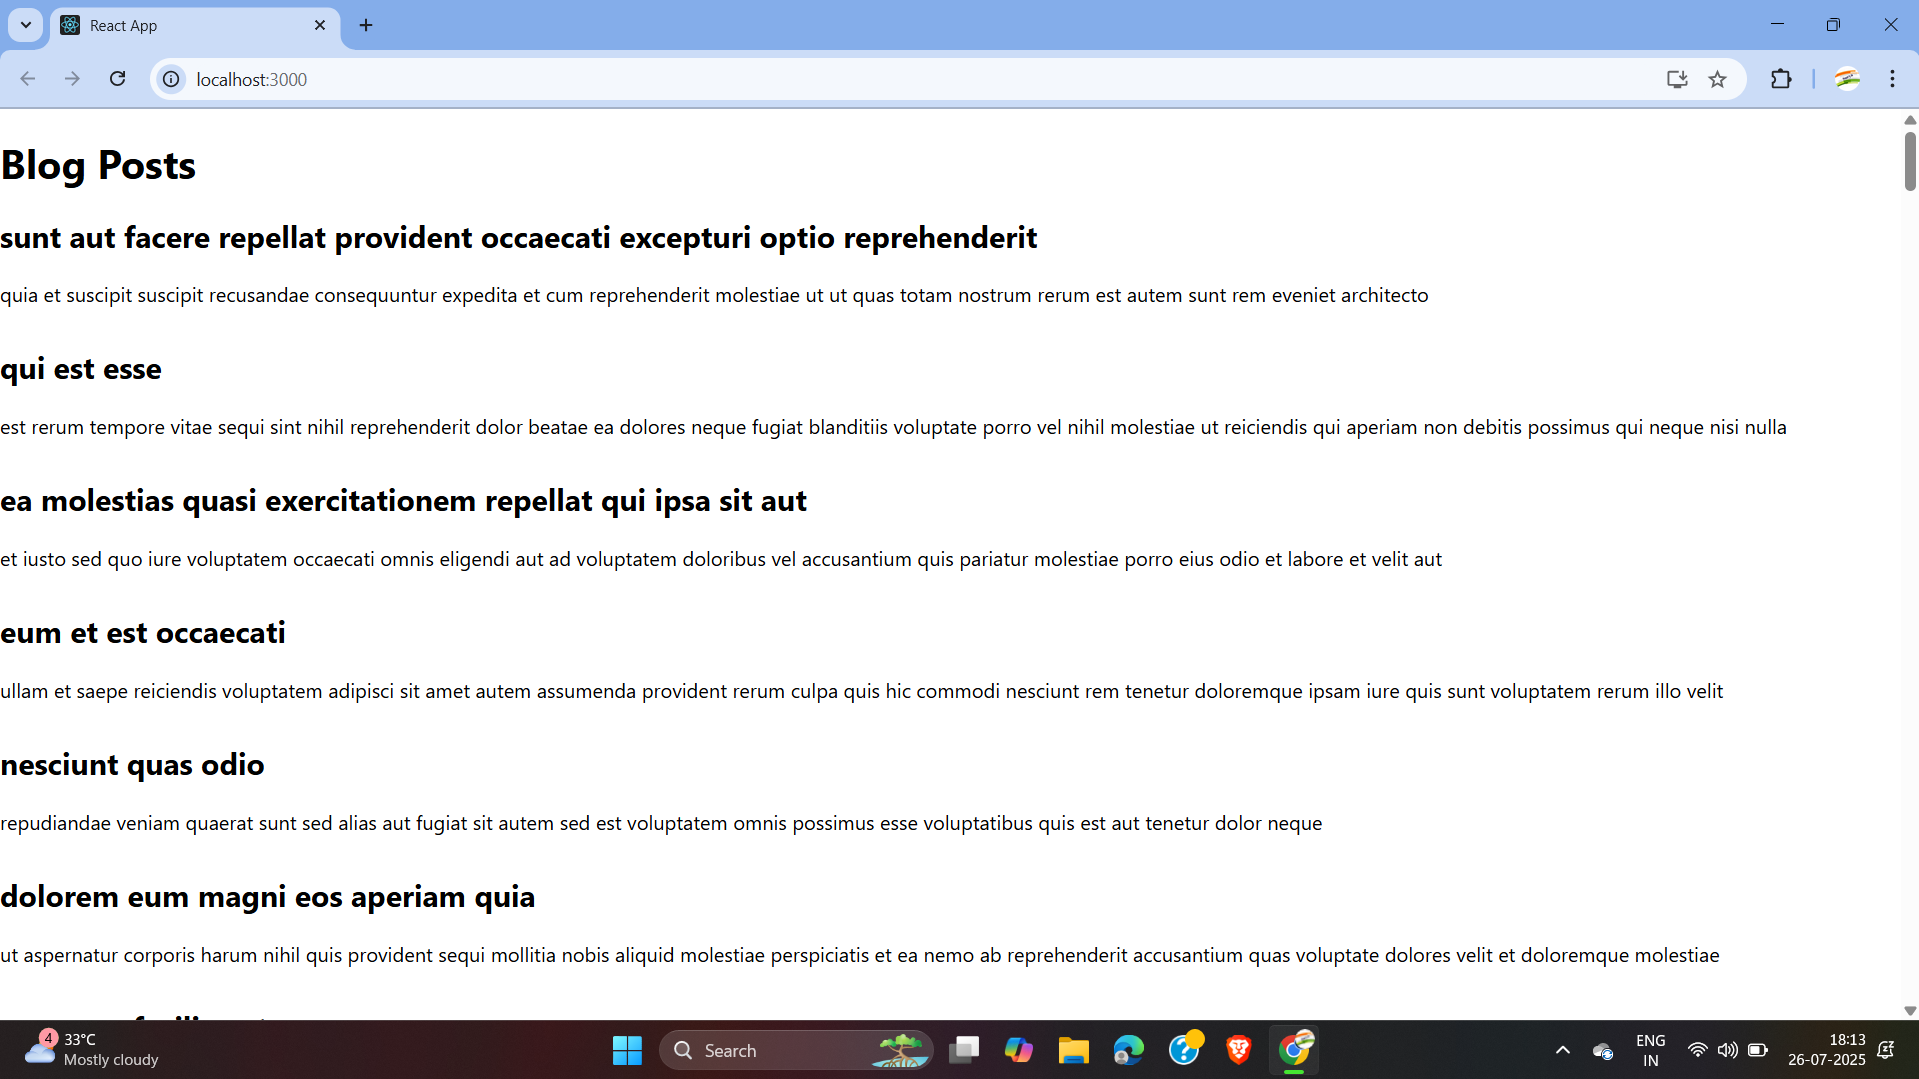 React App
localhost:3000
Blog Posts
sunt aut facere repellat provident occaecati excepturi optio reprehenderit
quia et suscipit suscipit recusandae consequuntur expedita et cum reprehenderit molestiae ut ut quas totam nostrum rerum est autem sunt rem eveniet architecto
qui est esse
est rerum tempore vitae sequi sint nihil reprehenderit dolor beatae ea dolores neque fugiat blanditiis voluptate porro vel nihil molestiae ut reiciendis qui aperiam non debitis possimus qui neque nisi nulla
ea molestias quasi exercitationem repellat qui ipsa sit aut
et iusto sed quo iure voluptatem occaecati omnis eligendi aut ad voluptatem doloribus vel accusantium quis pariatur molestiae porro eius odio et labore et velit aut
eum et est occaecati
ullam et saepe reiciendis voluptatem adipisci sit amet autem assumenda provident rerum culpa quis hic commodi nesciunt rem tenetur doloremque ipsam iure quis sunt voluptatem rerum illo velit
nesciunt quas odio
repudiandae veniam quaerat sunt sed alias aut fugiat sit autem sed est voluptatem omnis possimus esse voluptatibus quis est aut tenetur dolor neque
dolorem eum magni eos aperiam quia
ut aspernatur corporis harum nihil quis provident sequi mollitia nobis aliquid molestiae perspiciatis et ea nemo ab reprehenderit accusantium quas voluptate dolores velit et doloremque molestiae
4
33°C
Mostly cloudy
Search
ENG
IN
18:13
26-07-2025